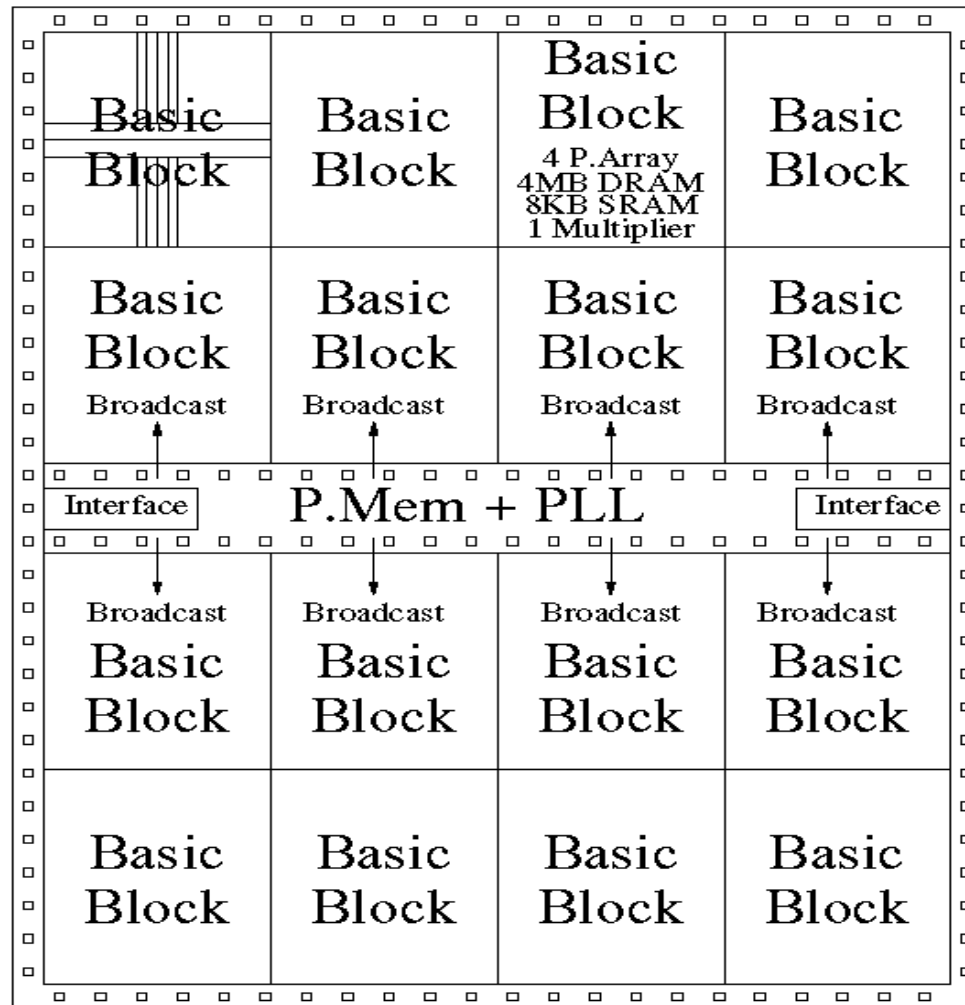 Basic
Block
Basic
Block
Basic
Block
4 P.Array
4MB DRAM
8KB SRAM
1 Multiplier
Basic
Block
Basic
Block
Broadcast
Basic
Block
Broadcast
Basic
Block
Broadcast
Basic
Block
Broadcast
Interface
P.Mem + PLL
Interface
Broadcast
Basic
Block
Broadcast
Basic
Block
Broadcast
Basic
Block
Broadcast
Basic
Block
Basic
Block
Basic
Block
Basic
Block
Basic
Block